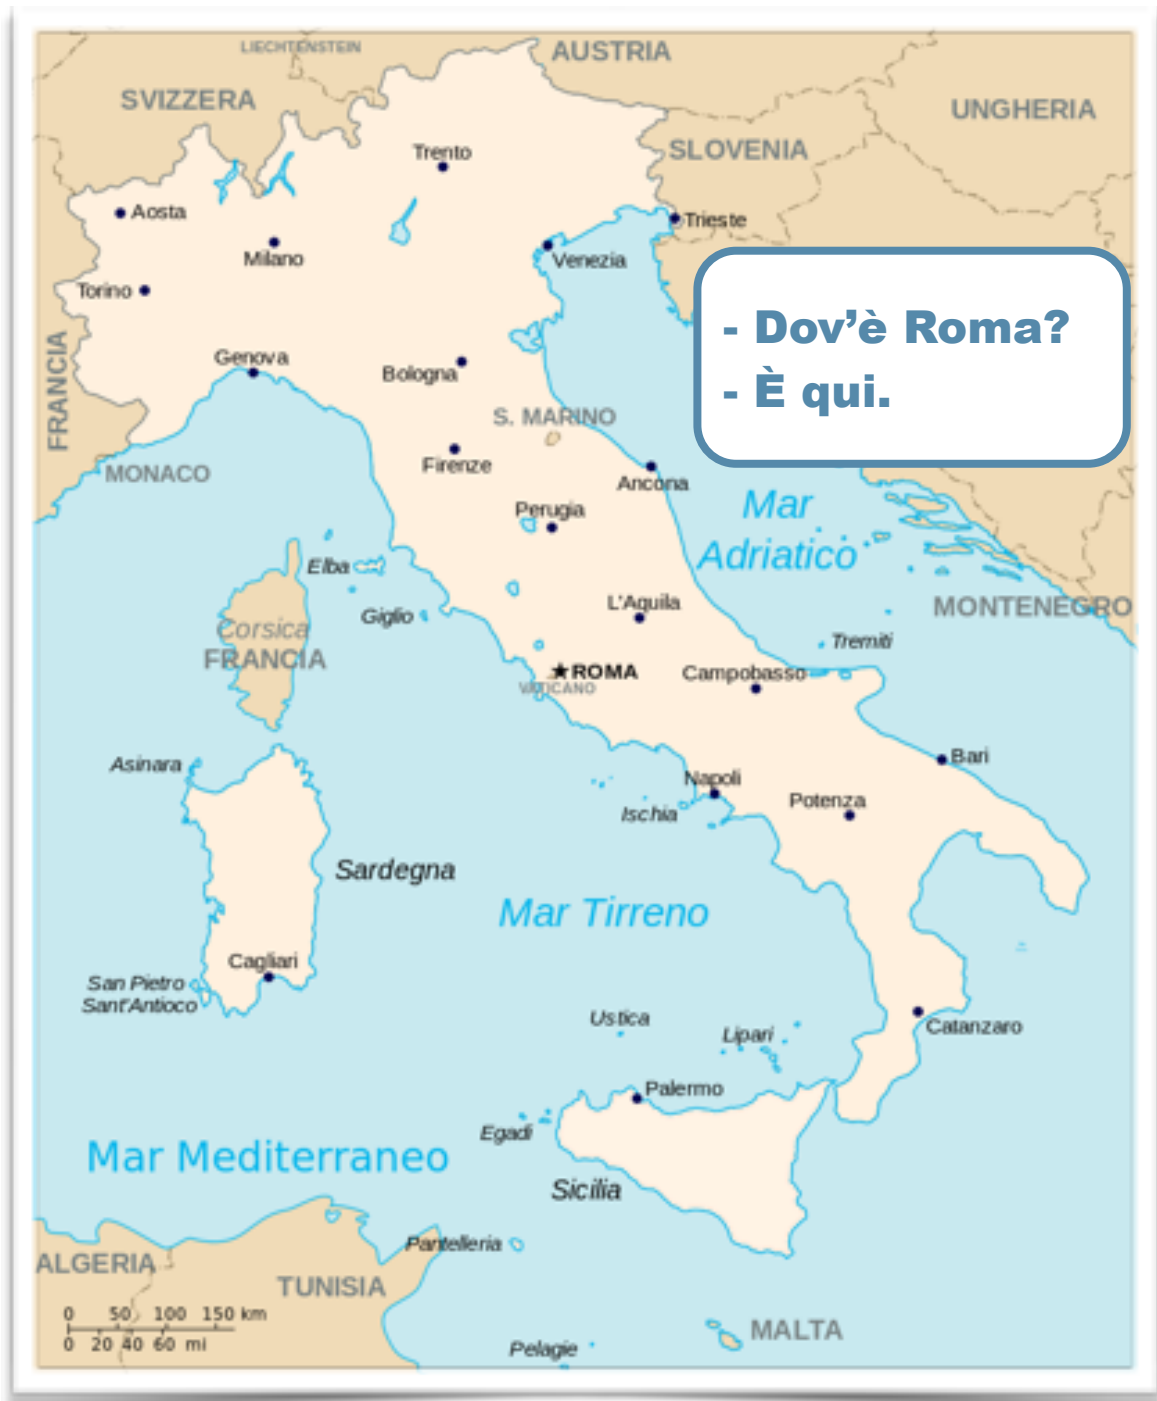 LIECHTENSTEIN
AUSTRIA
SVIZZERA
UNGHERIA
SLOVENIA
Trento
Aosta
Trieste
Milano
Venezia
Torino
- Dov’è Roma?
- È qui.
FRANCIA
Genova
Bologna
S. MARINO
Firenze
MONACO
Ancona
Perugia
Mar
Adriatico
Elba
L'Aquila
Giglio
MONTENEGRO
Corsica
FRANCIA
Tremiti
ROMA
Campobasso
VATICANO
Bari
Asinara
Napoli
Potenza
Ischia
Sardegna
Mar Tirreno
Cagliari
San Pietro
Sant'Antioco
Ustica
Catanzaro
Lipari
Palermo
Egadi
Mar Mediterraneo
Sicilia
Pantelleria
ALGERIA
TUNISIA
0 50 100 150 km
0 20 40 60 mi
MALTA
Pelagie